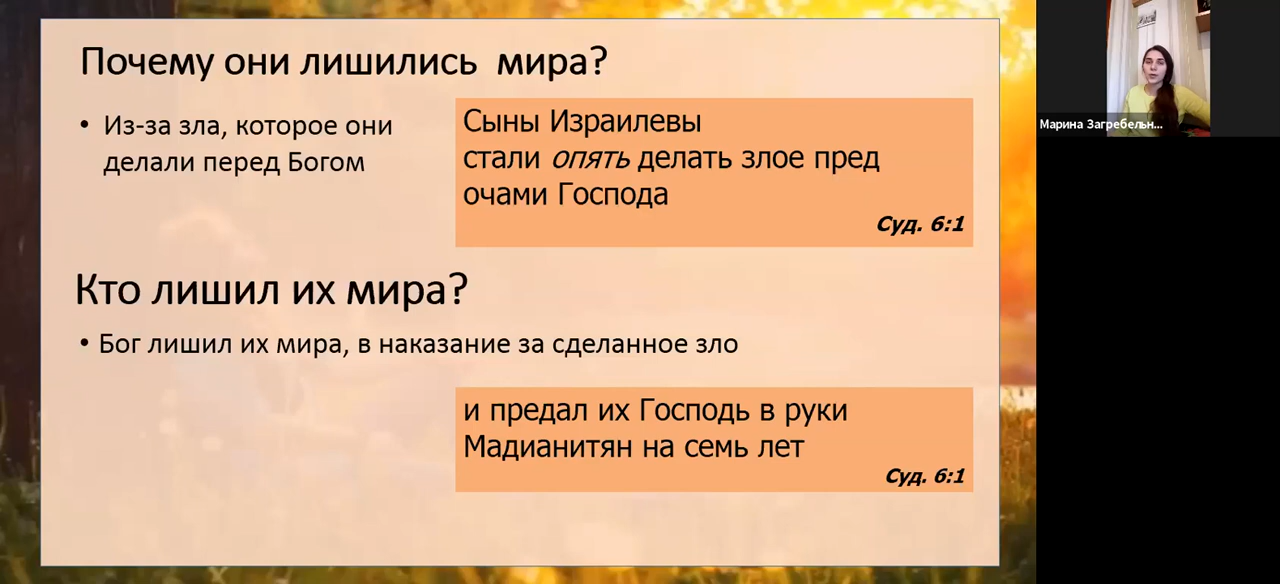 Почему они лишились мира?
• Из-за зла, которое они
делали перед Богом
Сыны Израилевы
стали опять делать злое пред
очами Господа
Суд. 6:1
Кто лишил их мира?
• Бог лишил их мира, в наказание за сделанное зло
и предал их Господь в руки
Мадианитян на семь лет
Суд. 6:1
Марина Загребельн...